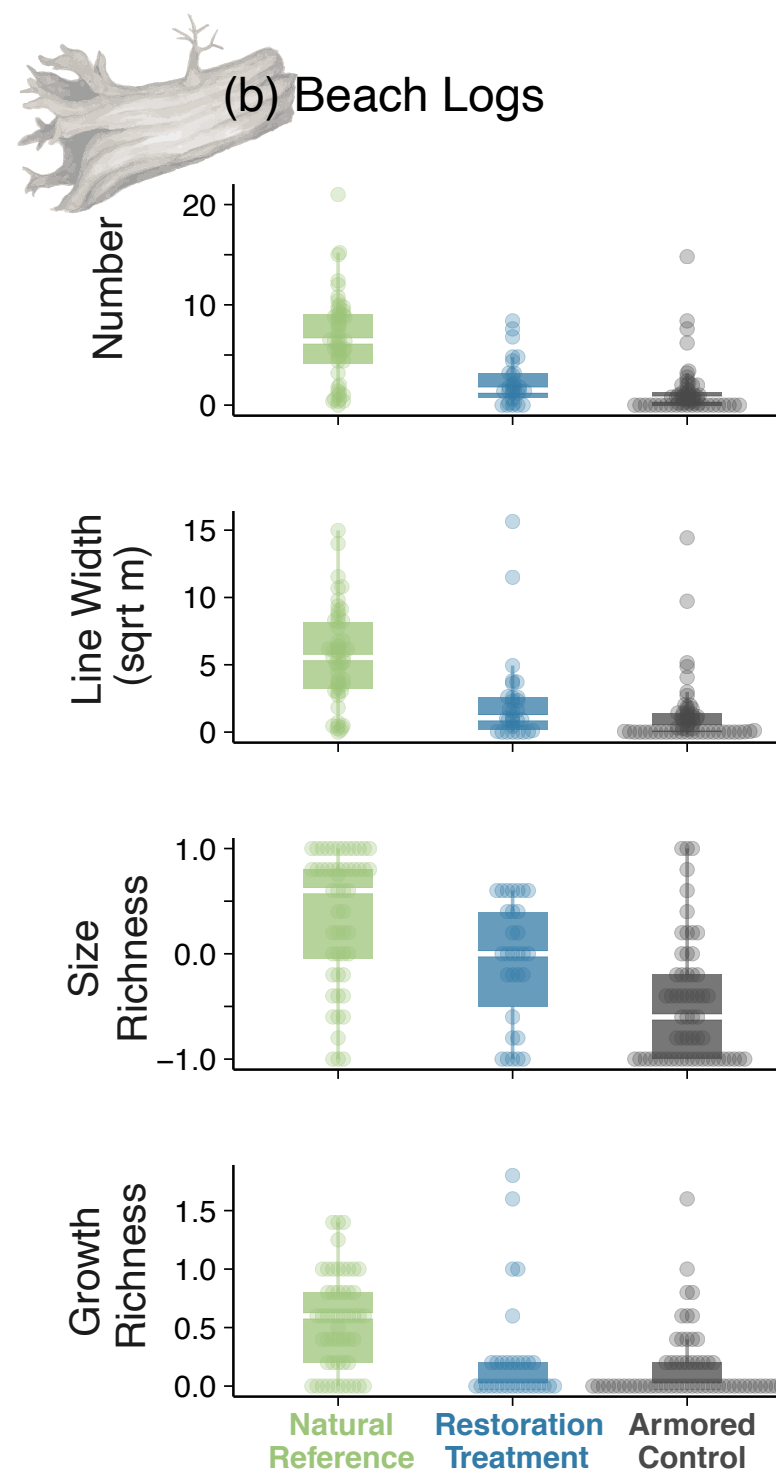 (b) Beach Logs
Number
20
10
0
Line Width
(sqrt m)
15
10
5
0
Size
Richness
1.0
0.0
−1.0
Growth
Richness
1.5
1.0
0.5
0.0
Natural
Reference
Restoration
Treatment
Armored
Control